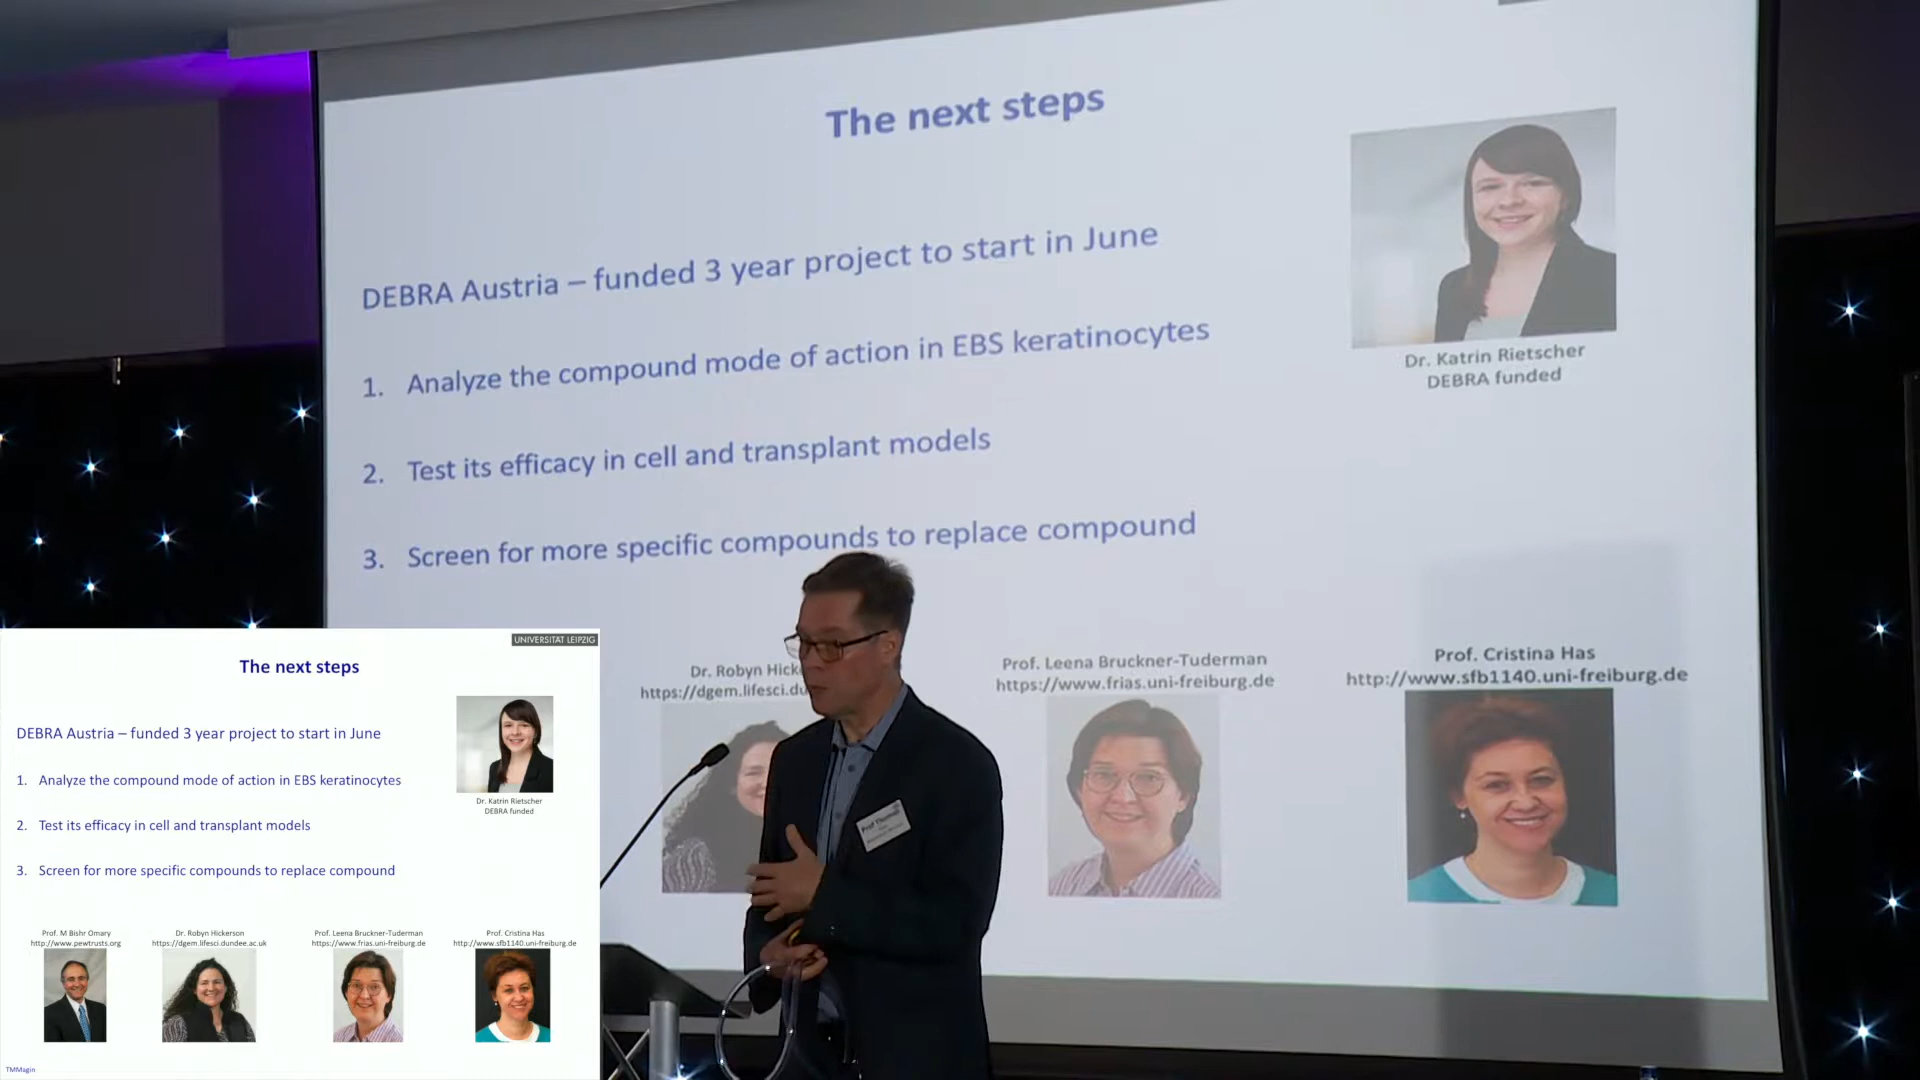 The next steps
DEBRA Austria – funded 3 year project to start in June
1. Analyze the compound mode of action in EBS keratinocytes
2. Test its efficacy in cell and transplant models
3. Screen for more specific compounds to replace compound
Dr. Katrin Rietscher
DEBRA funded
Dr. Robyn Hick
https://dgem.lifesci.du
Prof. Leena Bruckner-Tuderman
https://www.frias.uni-freiburg.de
Prof. Cristina Has
http://www.sfb1140.uni-freiburg.de
Prof Thomas
UNIVERSITÄT LEIPZIG
The next steps
DEBRA Austria – funded 3 year project to start in June
1. Analyze the compound mode of action in EBS keratinocytes
2. Test its efficacy in cell and transplant models
3. Screen for more specific compounds to replace compound
Dr. Katrin Rietscher
DEBRA funded
Prof. M Bishr Omary
http://www.pewtrusts.org
Dr. Robyn Hickerson
https://dgem.lifesci.dundee.ac.uk
Prof. Leena Bruckner-Tuderman
https://www.frias.uni-freiburg.de
Prof. Cristina Has
http://www.sfb1140.uni-freiburg.de
TMMagin